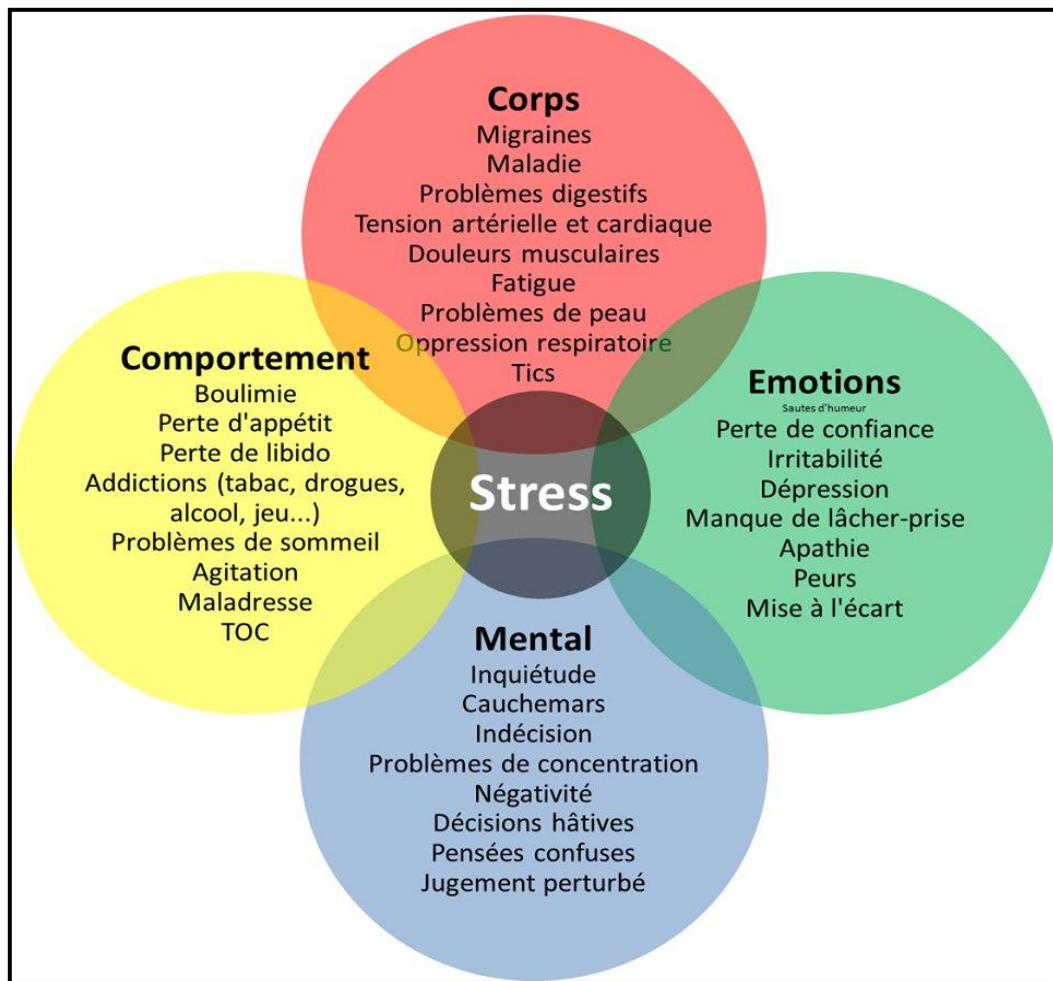 Corps
Migraines
Maladie
Problèmes digestifs
Tension artérielle et cardiaque
Douleurs musculaires
Fatigue
Problèmes de peau
Oppression respiratoire
Tics
Comportement
Boulimie
Perte d'appétit
Perte de libido
Addictions (tabac, drogues,
alcool, jeu...)
Problèmes de sommeil
Agitation
Maladresse
TOC
Stress
Emotions
Sautes d'humeur
Perte de confiance
Irritabilité
Dépression
Manque de lâcher-prise
Apathie
Peurs
Mise à l'écart
Mental
Inquiétude
Cauchemars
Indécision
Problèmes de concentration
Négativité
Décisions hâtives
Pensées confuses
Jugement perturbé